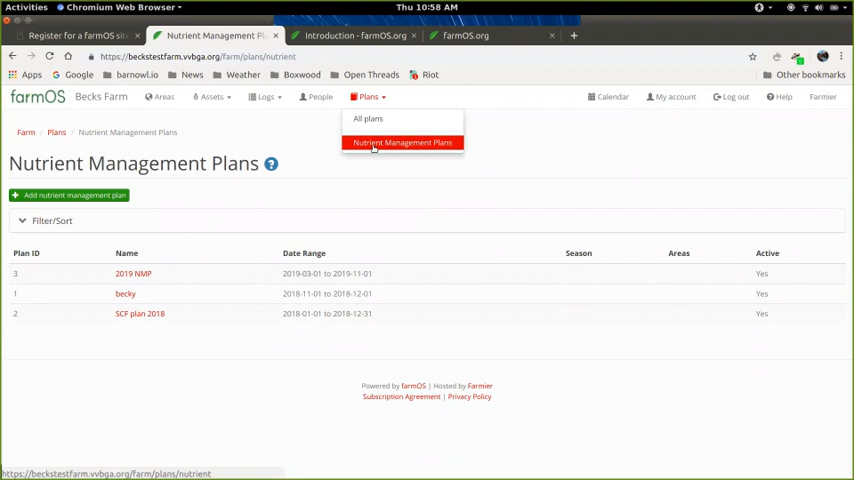 Activities Chromium Web Browser Thu 10:58 AM
Register for a farmOS sit Nutrient Management Pl Introduction - farmOS.org farmOS.org
https://beckstestfarm.vvbga.org/farm/plans/nutrient
Apps Google barnowl.io News Weather Boxwood Open Threads Riot Other bookmarks
farmOS Becks Farm Areas Assets Logs People Plans Calendar My account Log out Help Farmier
All plans
Nutrient Management Plans
Farm / Plans / Nutrient Management Plans
Nutrient Management Plans ?
+ Add nutrient management plan
Filter/Sort
Plan ID Name Date Range Season Areas Active
3 2019 NMP 2019-03-01 to 2019-11-01 Yes
1 becky 2018-11-01 to 2018-12-01 Yes
2 SCF plan 2018 2018-01-01 to 2018-12-31 Yes
Powered by farmOS | Hosted by Farmier
Subscription Agreement | Privacy Policy
https://beckstestfarm.vvbga.org/farm/plans/nutrient